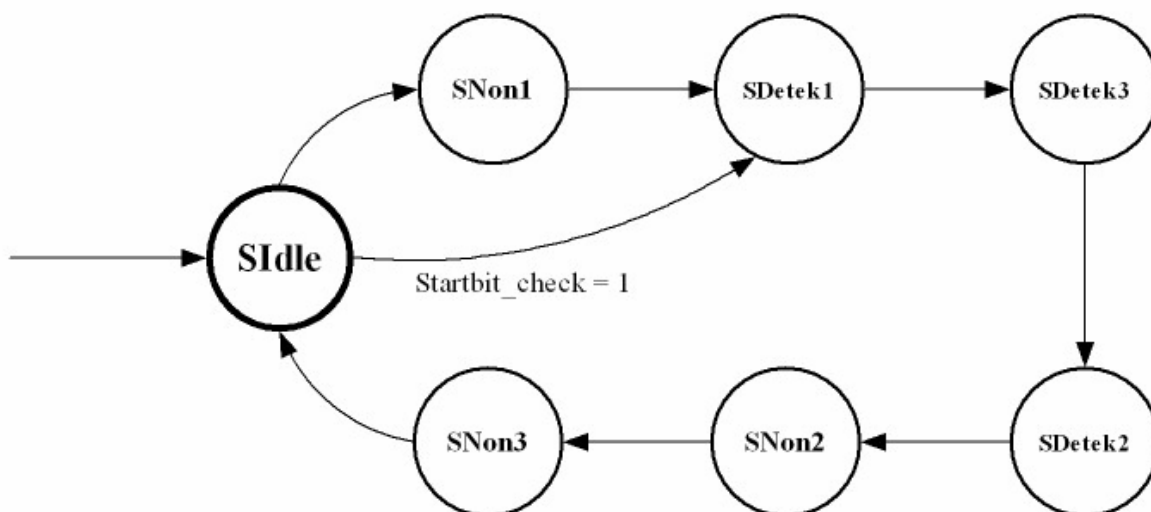 SNon1
SDetek1
SDetek3
SIdle
Startbit_check = 1
SNon3
SNon2
SDetek2